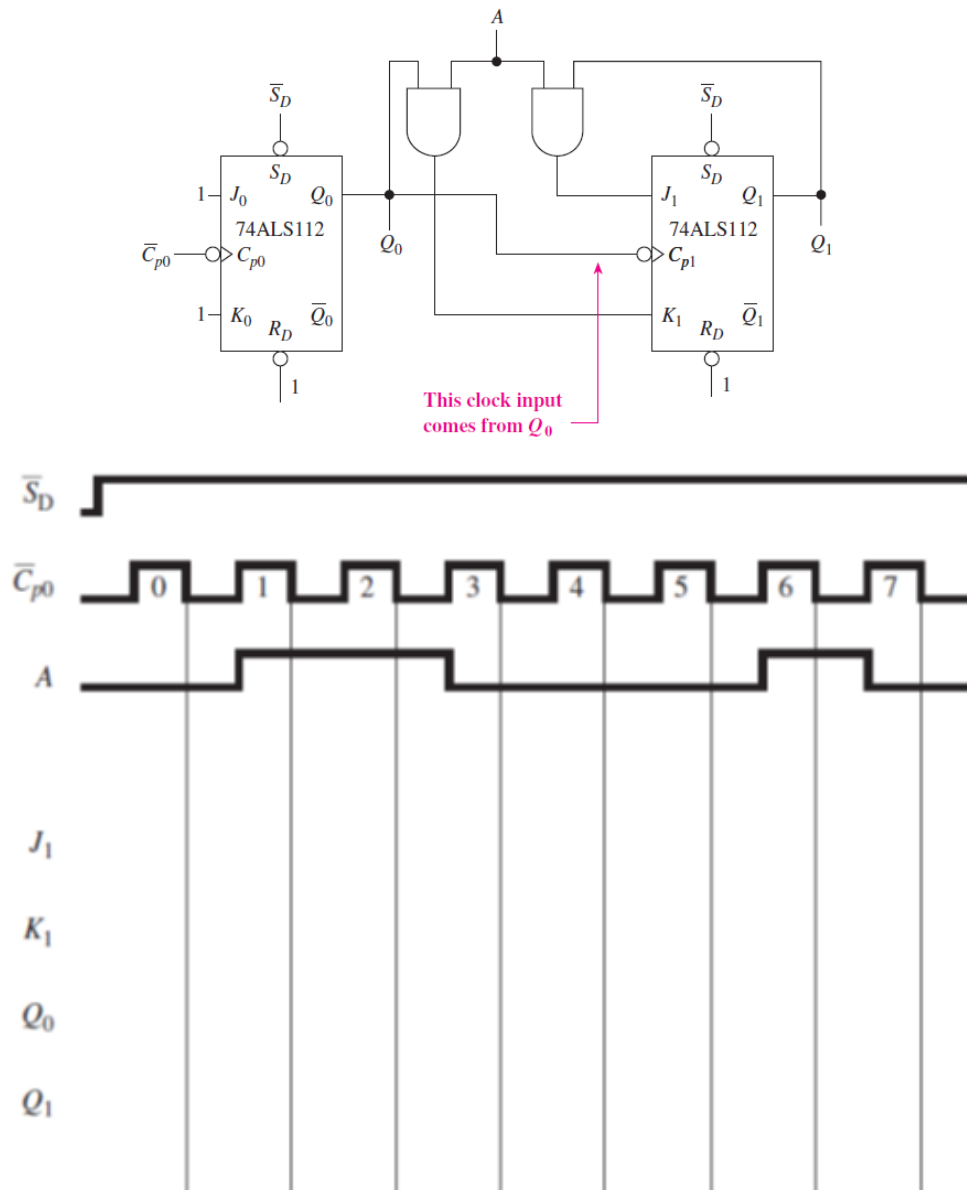 A
S̅D S̅D
SD SD
1 J0 Q0 J1 Q1
74ALS112 74ALS112
C̅p0 Cp0 Q0 Cp1 Q1
1 K0 Q̅0 K1 Q̅1
RD RD
1 1
This clock input
comes from Q0
S̅D
C̅p0 0 1 2 3 4 5 6 7
A
J1
K1
Q0
Q1